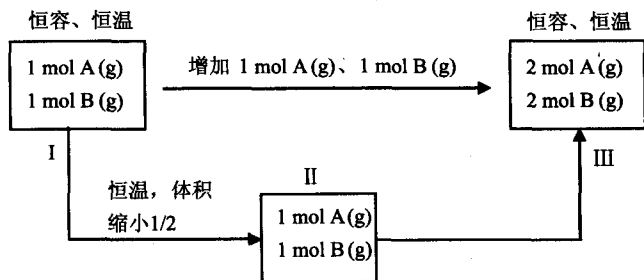 恒容、恒温
恒容、恒温
1 mol A (g)
1 mol B (g)
增加 1 mol A (g)、1 mol B (g)
2 mol A (g)
2 mol B (g)
I
II
III
恒温，体积
缩小1/2
1 mol A(g)
1 mol B (g)